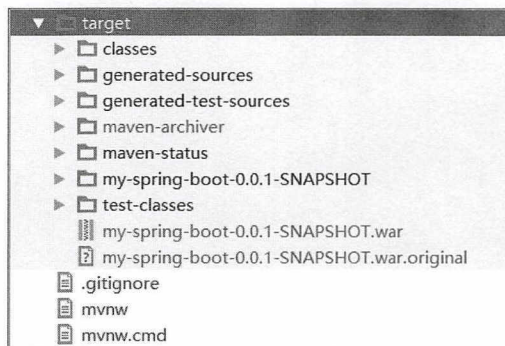 target
classes
generated-sources
generated-test-sources
maven-archiver
maven-status
my-spring-boot-0.0.1-SNAPSHOT
test-classes
my-spring-boot-0.0.1-SNAPSHOT.war
my-spring-boot-0.0.1-SNAPSHOT.war.original
.gitignore
mvnw
mvnw.cmd